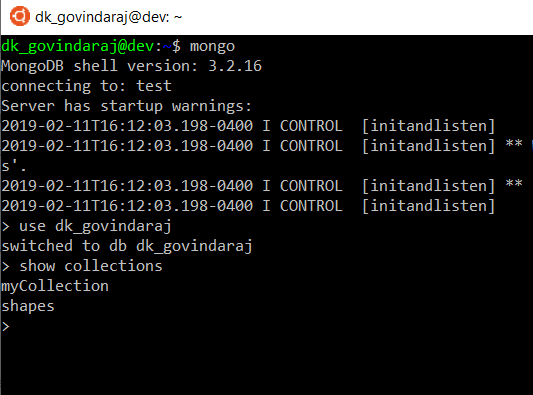 dk_govindaraj@dev: ~
dk_govindaraj@dev:~$ mongo
MongoDB shell version: 3.2.16
connecting to: test
Server has startup warnings:
2019-02-11T16:12:03.198-0400 I CONTROL  [initandlisten]
2019-02-11T16:12:03.198-0400 I CONTROL  [initandlisten] **
s'.
2019-02-11T16:12:03.198-0400 I CONTROL  [initandlisten] **
2019-02-11T16:12:03.198-0400 I CONTROL  [initandlisten]
> use dk_govindaraj
switched to db dk_govindaraj
> show collections
myCollection
shapes
>